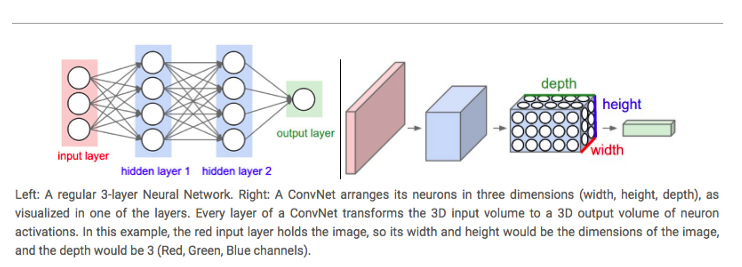 depth
height
output layer
width
input layer
hidden layer 1 hidden layer 2
Left: A regular 3-layer Neural Network. Right: A ConvNet arranges its neurons in three dimensions (width, height, depth), as
visualized in one of the layers. Every layer of a ConvNet transforms the 3D input volume to a 3D output volume of neuron
activations. In this example, the red input layer holds the image, so its width and height would be the dimensions of the image,
and the depth would be 3 (Red, Green, Blue channels).